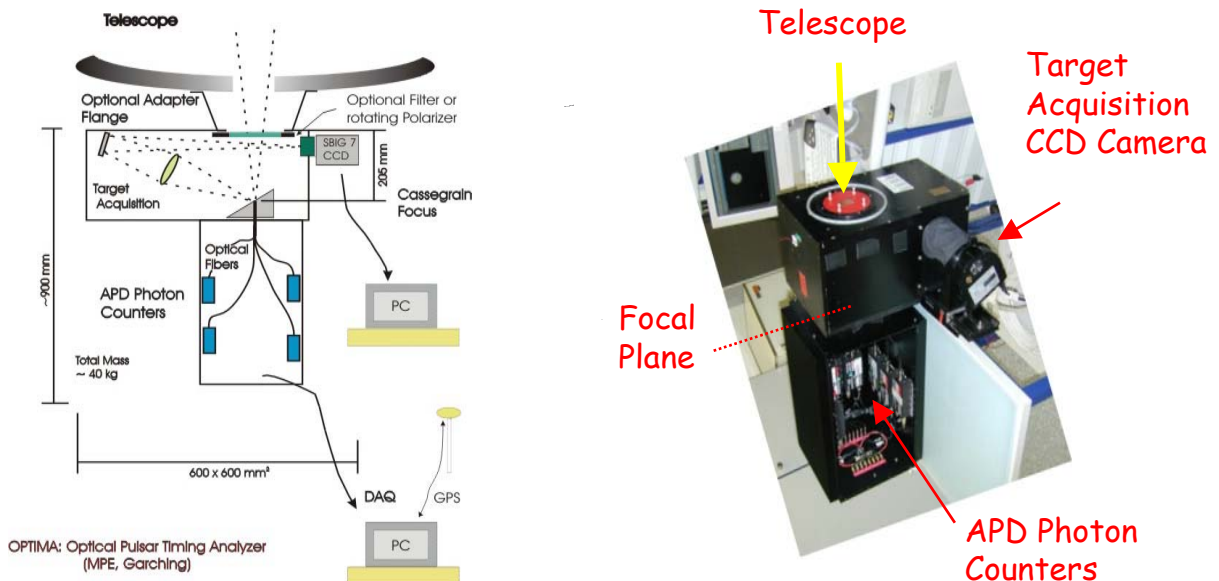 Telescope
Optional Adapter
Flange
Optional Filter or
rotating Polarizer
SBIG 7
CCD
205 mm
Target
Acquisition
Cassegrain
Focus
~900 mm
Optical
Fibers
APD Photon
Counters
PC
Total Mass
~ 40 kg
600 x 600 mm²
DAQ
GPS
PC
OPTIMA: Optical Pulsar Timing Analyzer
(MPE, Garching)
Telescope
Target
Acquisition
CCD Camera
Focal
Plane
APD Photon
Counters